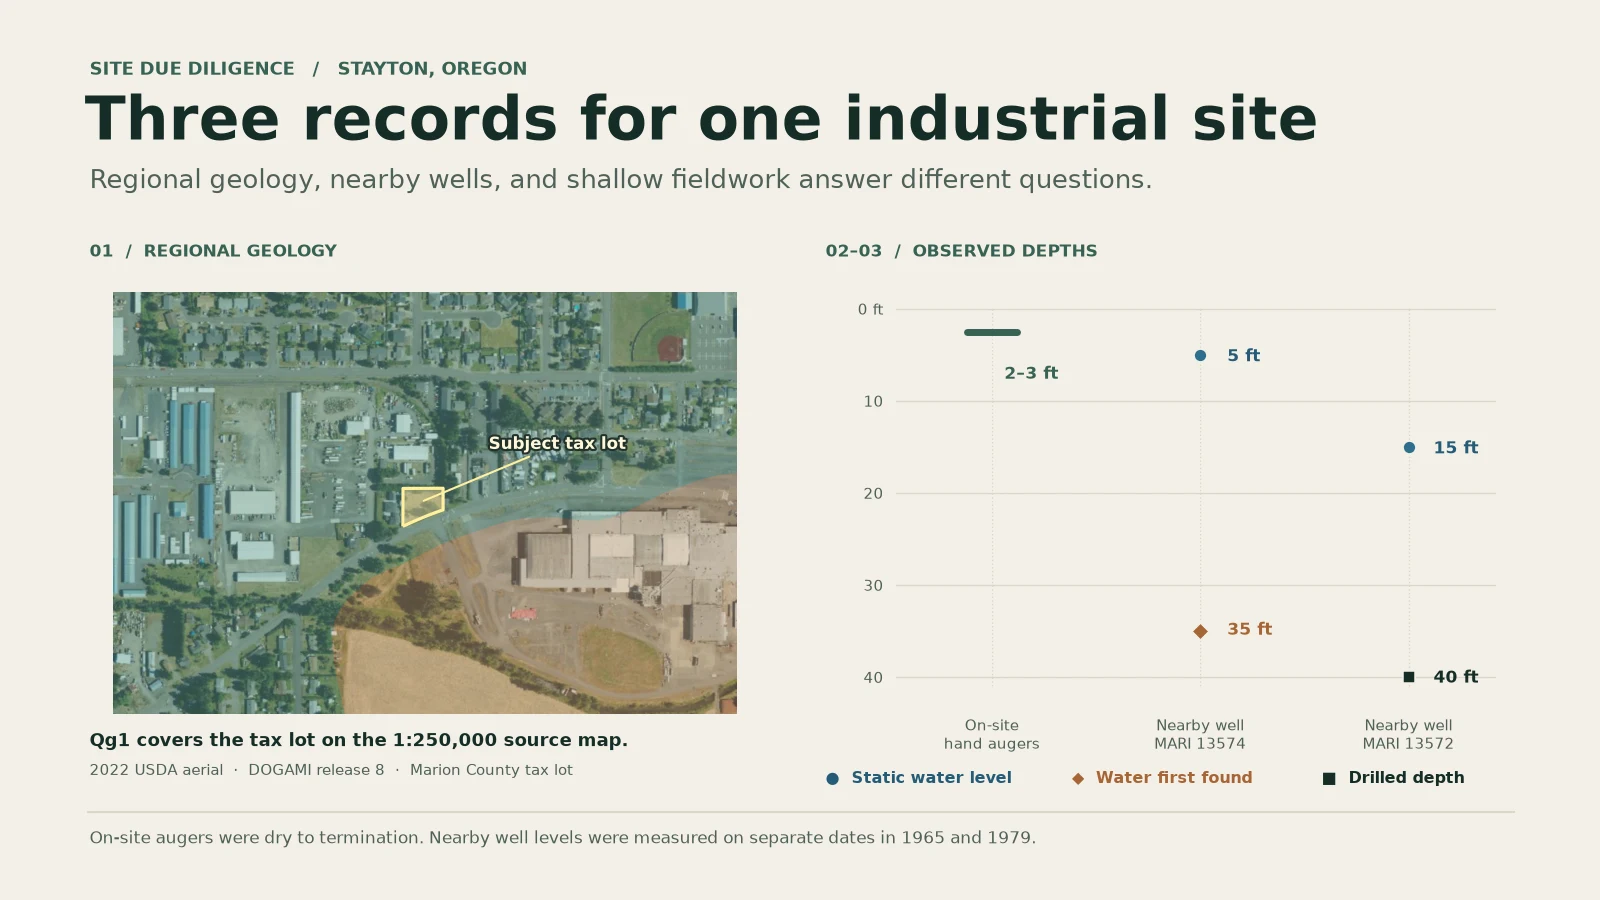 SITE DUE DILIGENCE / STAYTON, OREGON
Three records for one industrial site
Regional geology, nearby wells, and shallow fieldwork answer different questions.
01 / REGIONAL GEOLOGY
Subject tax lot
Qg1 covers the tax lot on the 1:250,000 source map.
2022 USDA aerial · DOGAMI release 8 · Marion County tax lot
02–03 / OBSERVED DEPTHS
0 ft
2–3 ft
5 ft
10
15 ft
20
30
35 ft
40
40 ft
On-site
hand augers
Nearby well
MARI 13574
Nearby well
MARI 13572
Static water level
Water first found
Drilled depth
On-site augers were dry to termination. Nearby well levels were measured on separate dates in 1965 and 1979.